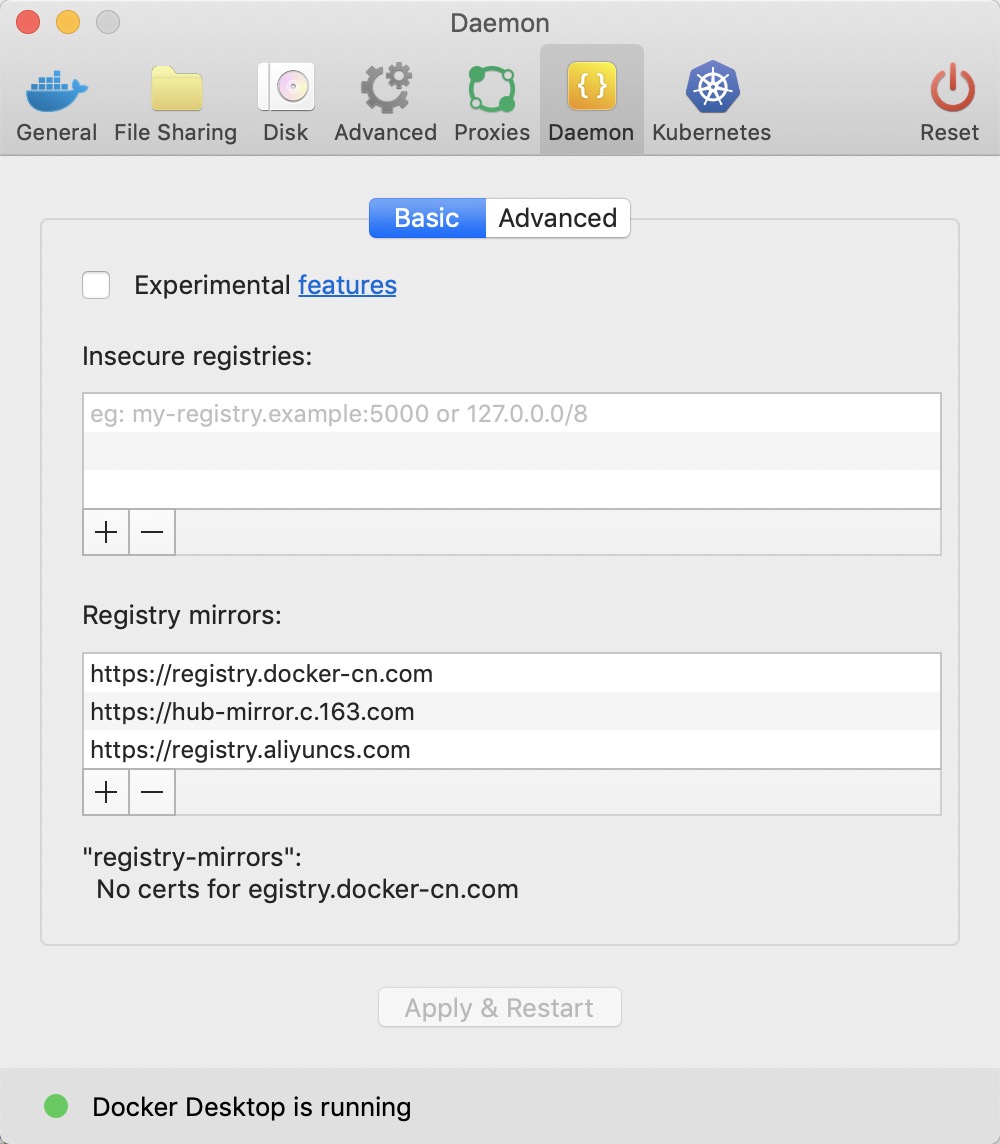 Daemon
General File Sharing Disk Advanced Proxies Daemon Kubernetes Reset
Basic Advanced
Experimental features
Insecure registries:
eg: my-registry.example:5000 or 127.0.0.0/8
Registry mirrors:
https://registry.docker-cn.com
https://hub-mirror.c.163.com
https://registry.aliyuncs.com
"registry-mirrors":
No certs for egistry.docker-cn.com
Apply & Restart
Docker Desktop is running